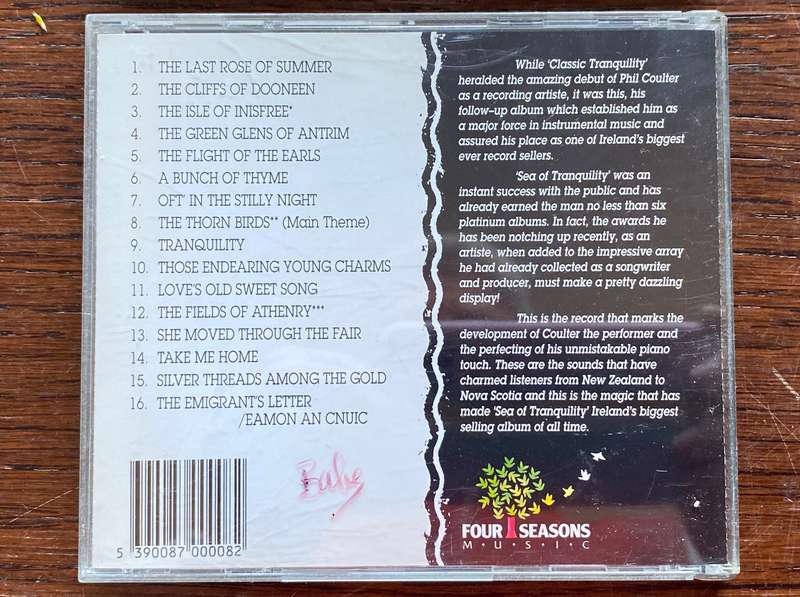 1. THE LAST ROSE OF SUMMER
2. THE CLIFFS OF DOONEEN
3. THE ISLE OF INISFREE*
4. THE GREEN GLENS OF ANTRIM
5. THE FLIGHT OF THE EARLS
6. A BUNCH OF THYME
7. OFT' IN THE STILLY NIGHT
8. THE THORN BIRDS** (Main Theme)
9. TRANQUILITY
10. THOSE ENDEARING YOUNG CHARMS
11. LOVE'S OLD SWEET SONG
12. THE FIELDS OF ATHENRY***
13. SHE MOVED THROUGH THE FAIR
14. TAKE ME HOME
15. SILVER THREADS AMONG THE GOLD
16. THE EMIGRANT'S LETTER
/EAMON AN CNUIC
5 390087 000082
While 'Classic Tranquility'
heralded the amazing debut of Phil Coulter
as a recording artiste, it was this, his
follow-up album which established him as
a major force in instrumental music and
assured his place as one of Ireland's biggest
ever record sellers.
'Sea of Tranquility' was an
instant success with the public and has
already earned the man no less than six
platinum albums. In fact, the awards he
has been notching up recently, as an
artiste, when added to the impressive array
he had already collected as a songwriter
and producer, must make a pretty dazzling
display!
This is the record that marks the
development of Coulter the performer and
the perfecting of his unmistakable piano
touch. These are the sounds that have
charmed listeners from New Zealand to
Nova Scotia and this is the magic that has
made 'Sea of Tranquility' Ireland's biggest
selling album of all time.
FOUR SEASONS
M·U·S·I·C